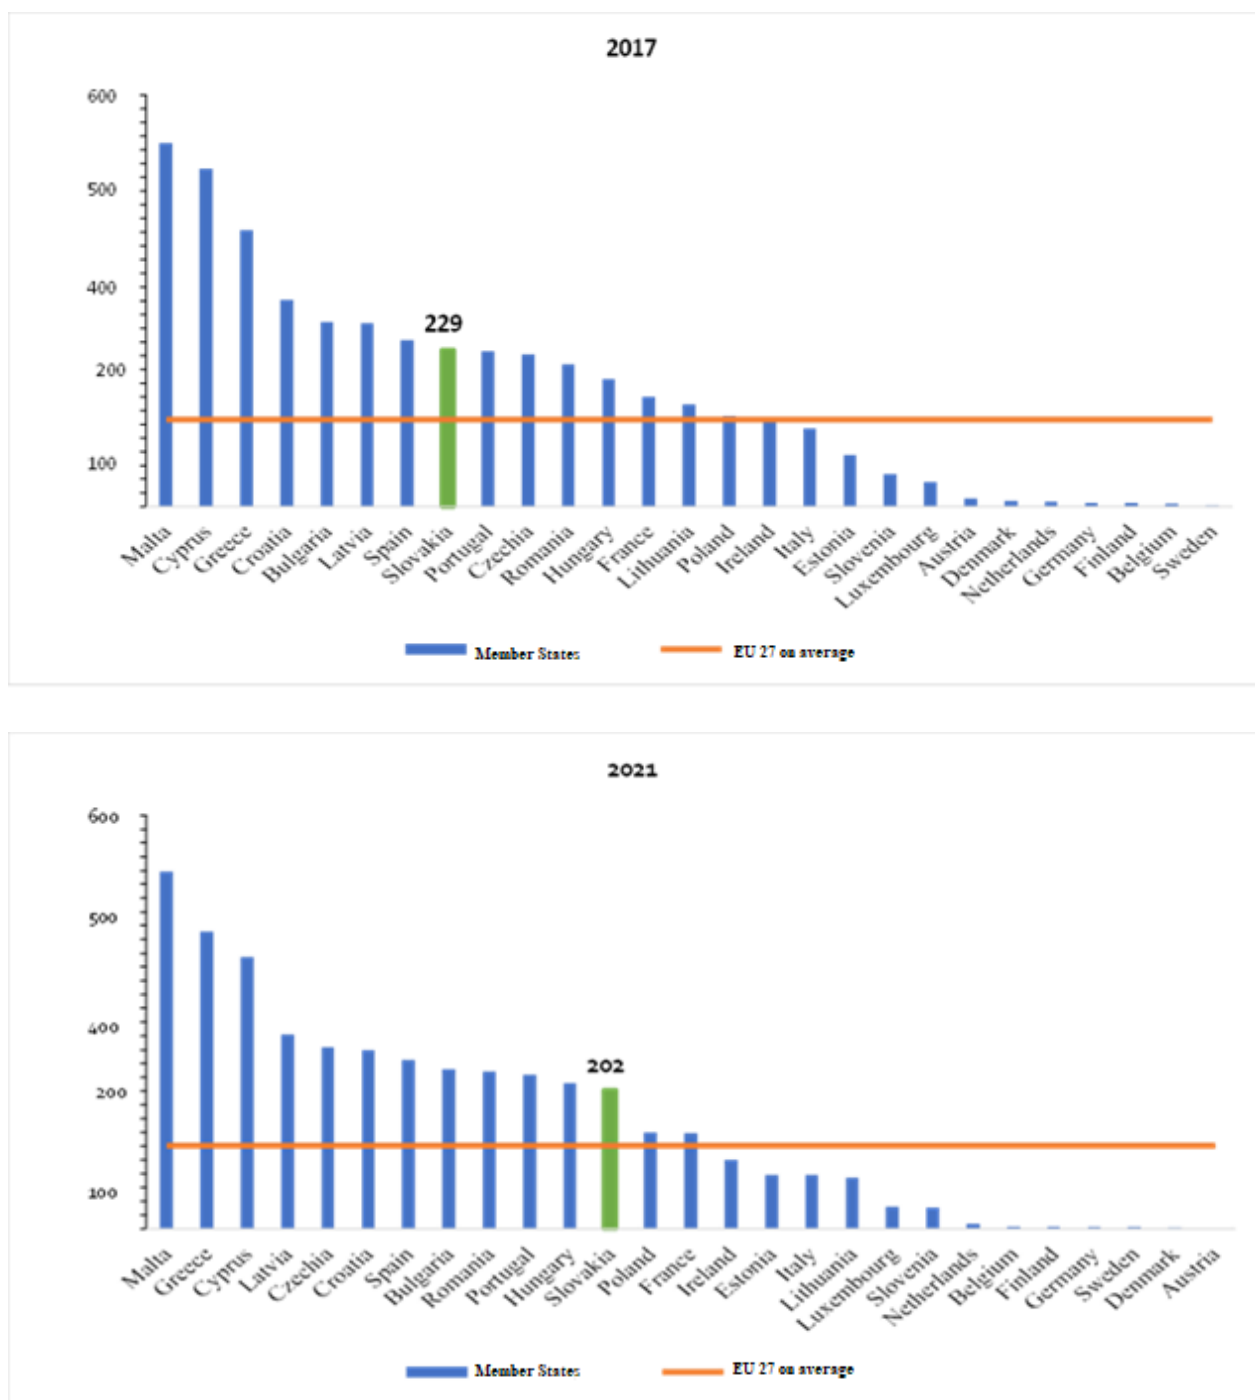 2017
600
500
400
229
200
100
Malta
Cyprus
Greece
Croatia
Bulgaria
Latvia
Spain
Slovakia
Portugal
Czechia
Romania
Hungary
France
Lithuania
Poland
Ireland
Italy
Estonia
Slovenia
Luxembourg
Austria
Denmark
Netherlands
Germany
Finland
Belgium
Sweden
Member States
EU 27 on average
2021
600
500
400
202
200
100
Malta
Greece
Cyprus
Latvia
Czechia
Croatia
Spain
Bulgaria
Romania
Portugal
Hungary
Slovakia
Poland
France
Ireland
Estonia
Italy
Lithuania
Luxembourg
Slovenia
Netherlands
Belgium
Finland
Germany
Sweden
Denmark
Austria
Member States
EU 27 on average